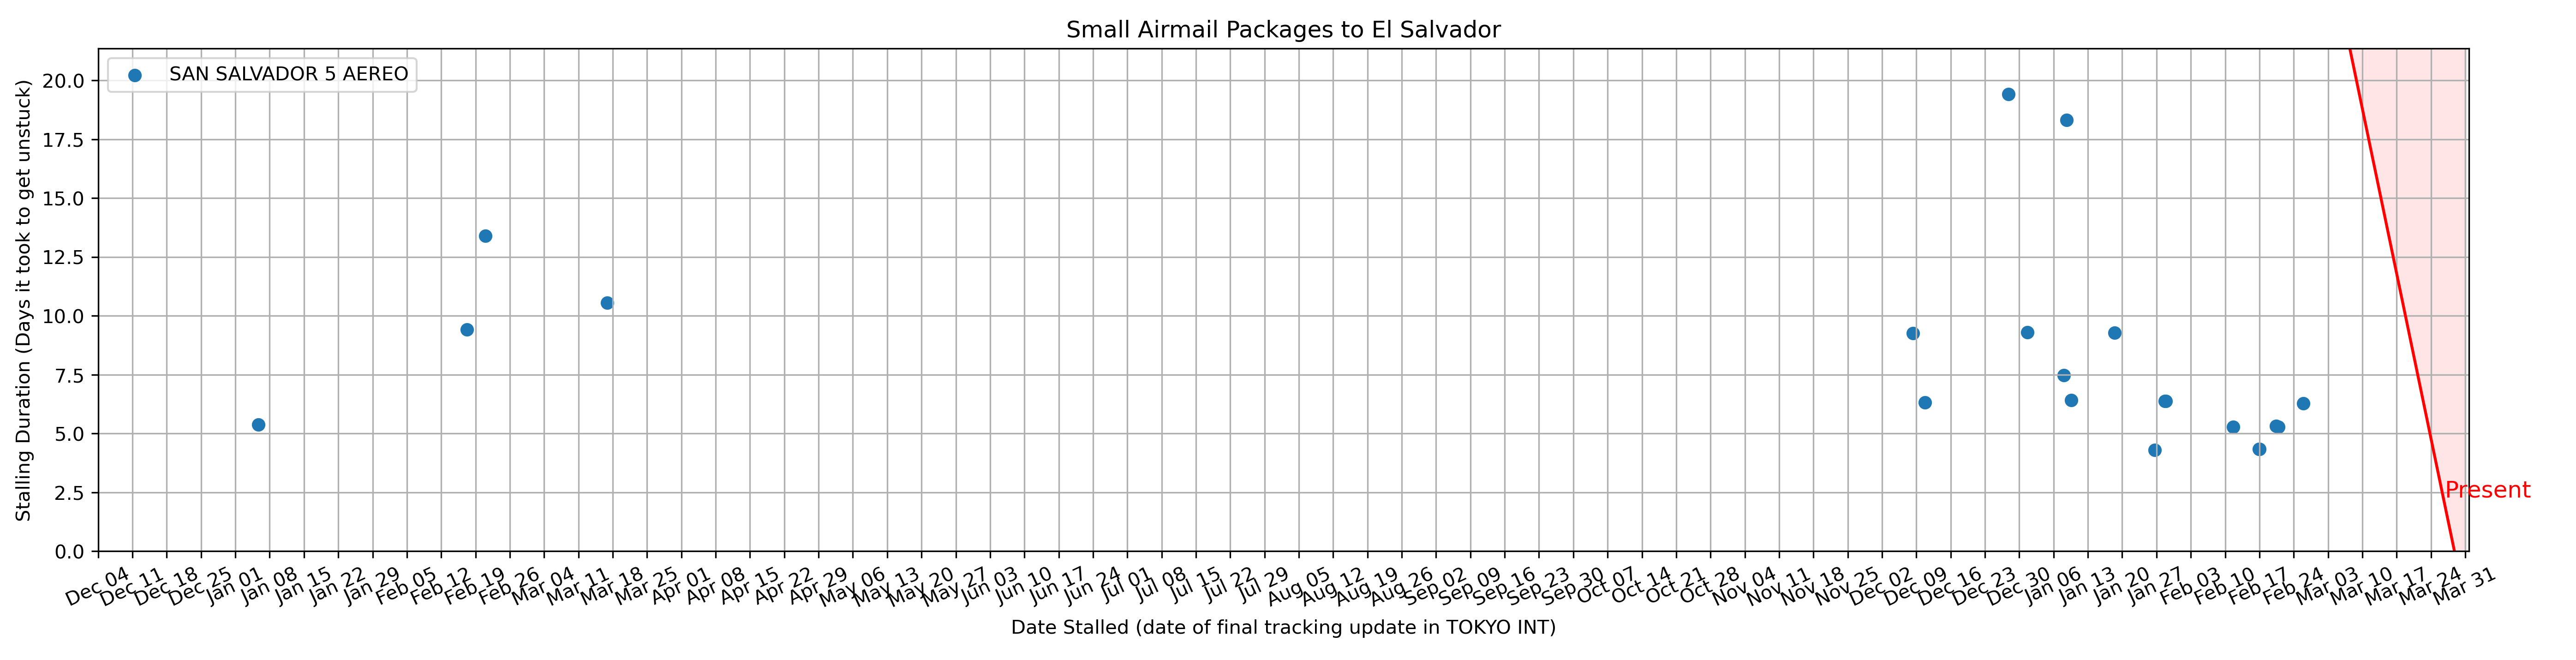 Small Airmail Packages to El Salvador
SAN SALVADOR 5 AEREO
Stalling Duration (Days it took to get unstuck)
20.0
17.5
15.0
12.5
10.0
7.5
5.0
2.5
0.0
Present
Dec 04
Dec 11
Dec 18
Dec 25
Jan 01
Jan 08
Jan 15
Jan 22
Jan 29
Feb 05
Feb 12
Feb 19
Feb 26
Mar 04
Mar 11
Mar 18
Mar 25
Apr 01
Apr 08
Apr 15
Apr 22
Apr 29
May 06
May 13
May 20
May 27
Jun 03
Jun 10
Jun 17
Jun 24
Jul 01
Jul 08
Jul 15
Jul 22
Jul 29
Aug 05
Aug 12
Aug 19
Aug 26
Sep 02
Sep 09
Sep 16
Sep 23
Sep 30
Oct 07
Oct 14
Oct 21
Oct 28
Nov 04
Nov 11
Nov 18
Nov 25
Dec 02
Dec 09
Dec 16
Dec 23
Dec 30
Jan 06
Jan 13
Jan 20
Jan 27
Feb 03
Feb 10
Feb 17
Feb 24
Mar 03
Mar 10
Mar 17
Mar 24
Mar 31
Date Stalled (date of final tracking update in TOKYO INT)